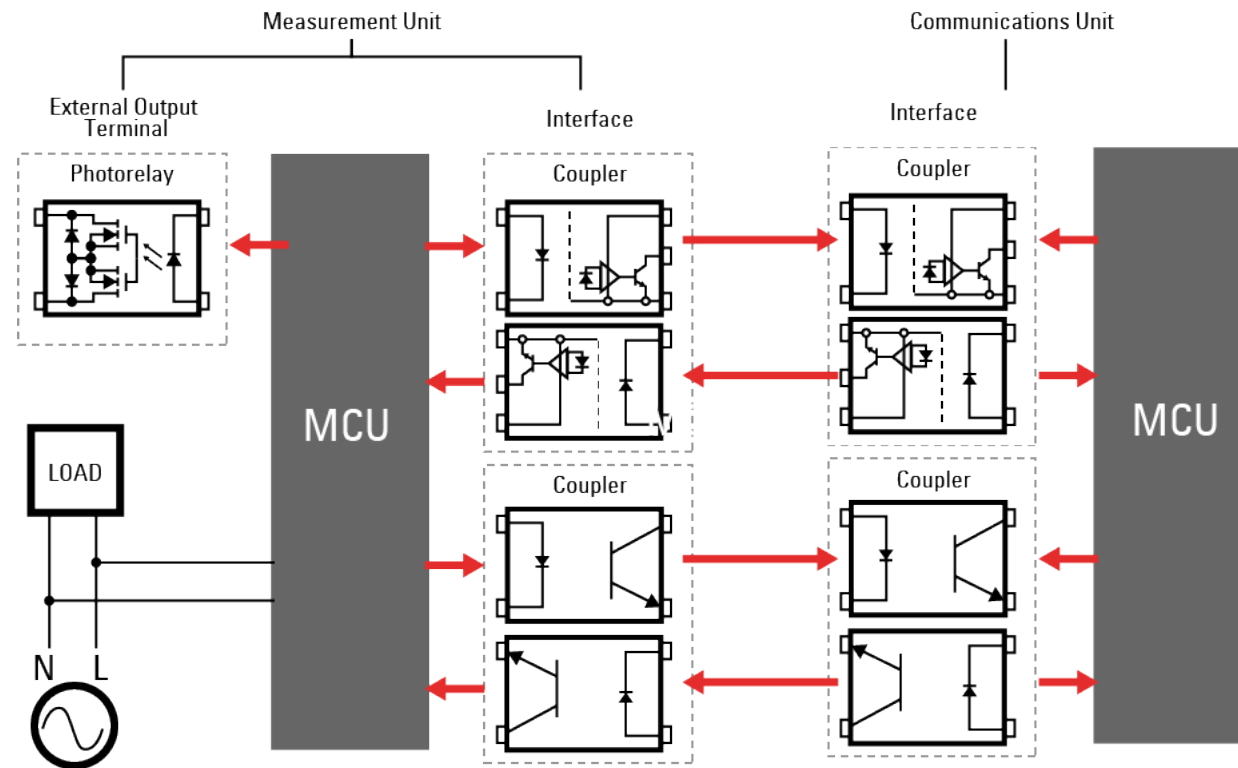 Measurement Unit
Communications Unit
External Output
Terminal
Interface
Interface
Photorelay
Coupler
Coupler
MCU
MCU
LOAD
Coupler
Coupler
N L